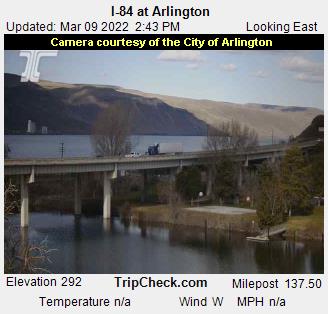 I-84 at Arlington
Updated: Mar 09 2022 2:43 PM Looking East
Camera courtesy of the City of Arlington
Elevation 292 TripCheck.com Milepost 137.50
Temperature n/a Wind W MPH n/a